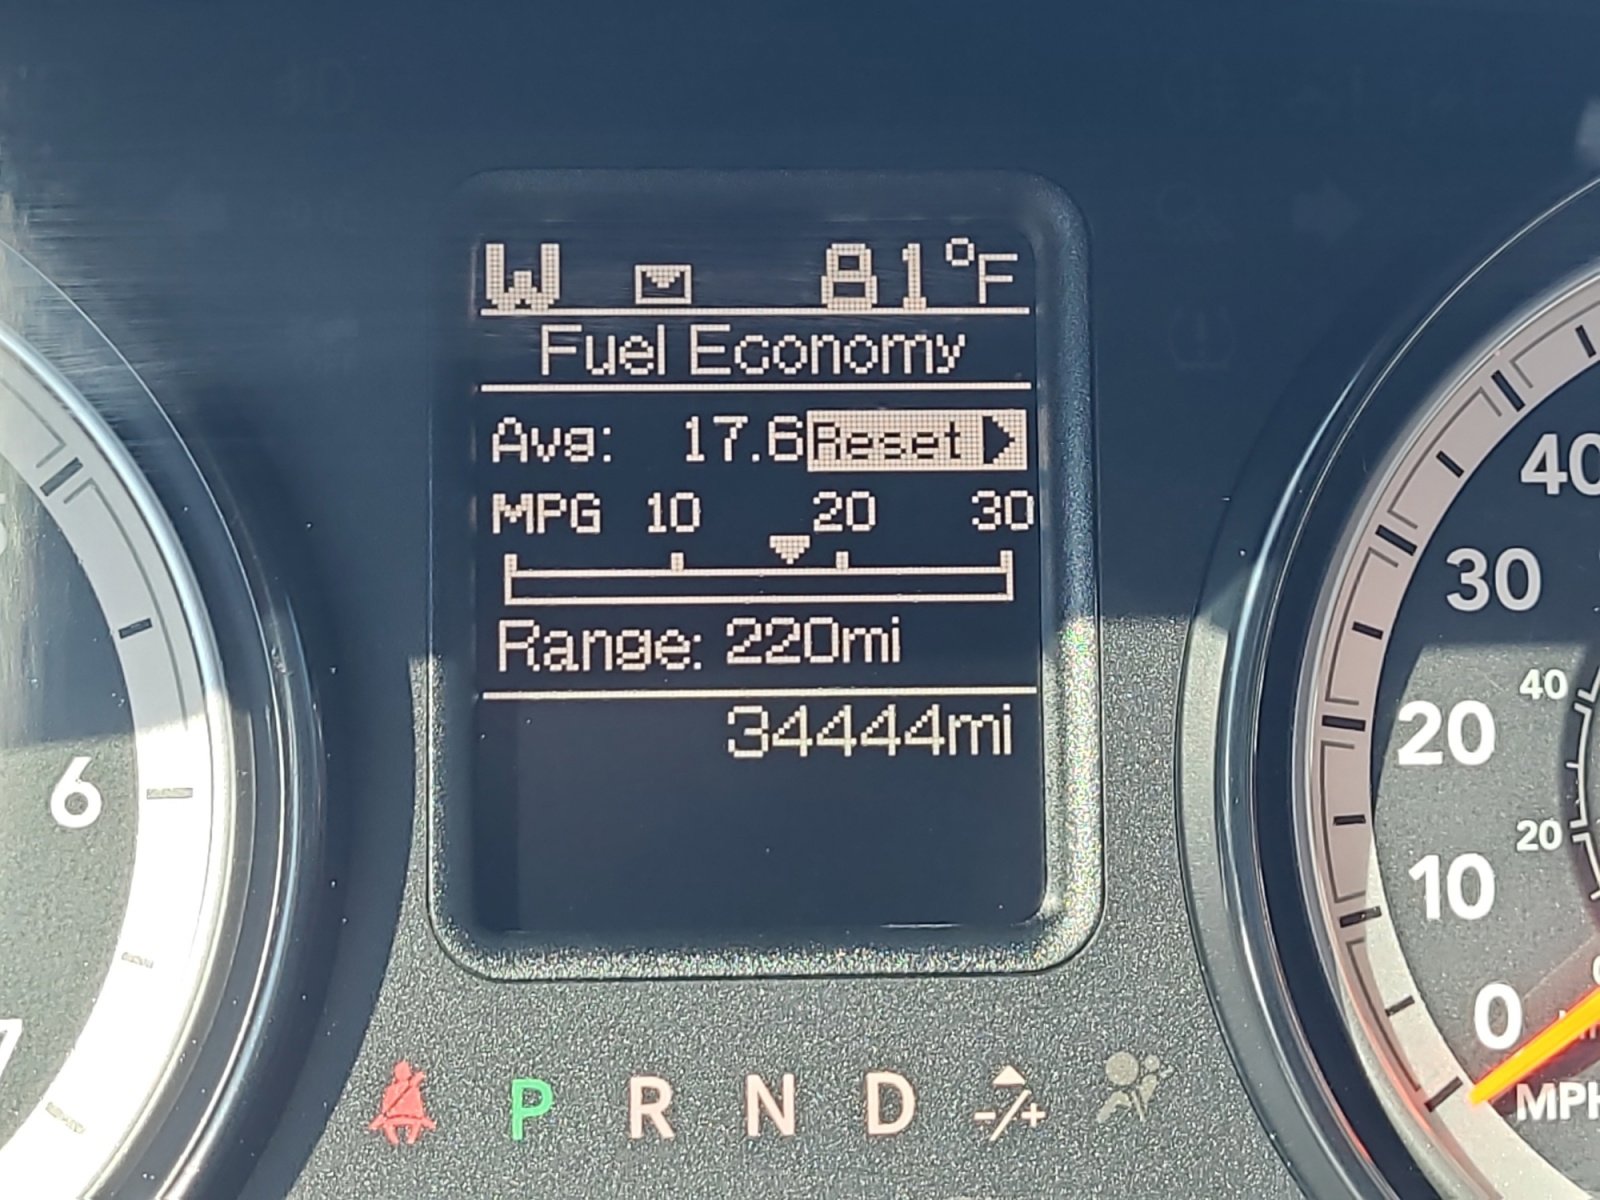 W 81°F
Fuel Economy
Avg: 17.6 Reset
MPG 10 20 30
Range: 220mi
34444mi
6
7
40
30
20
10
0
40
20
MPH
P R N D -/+